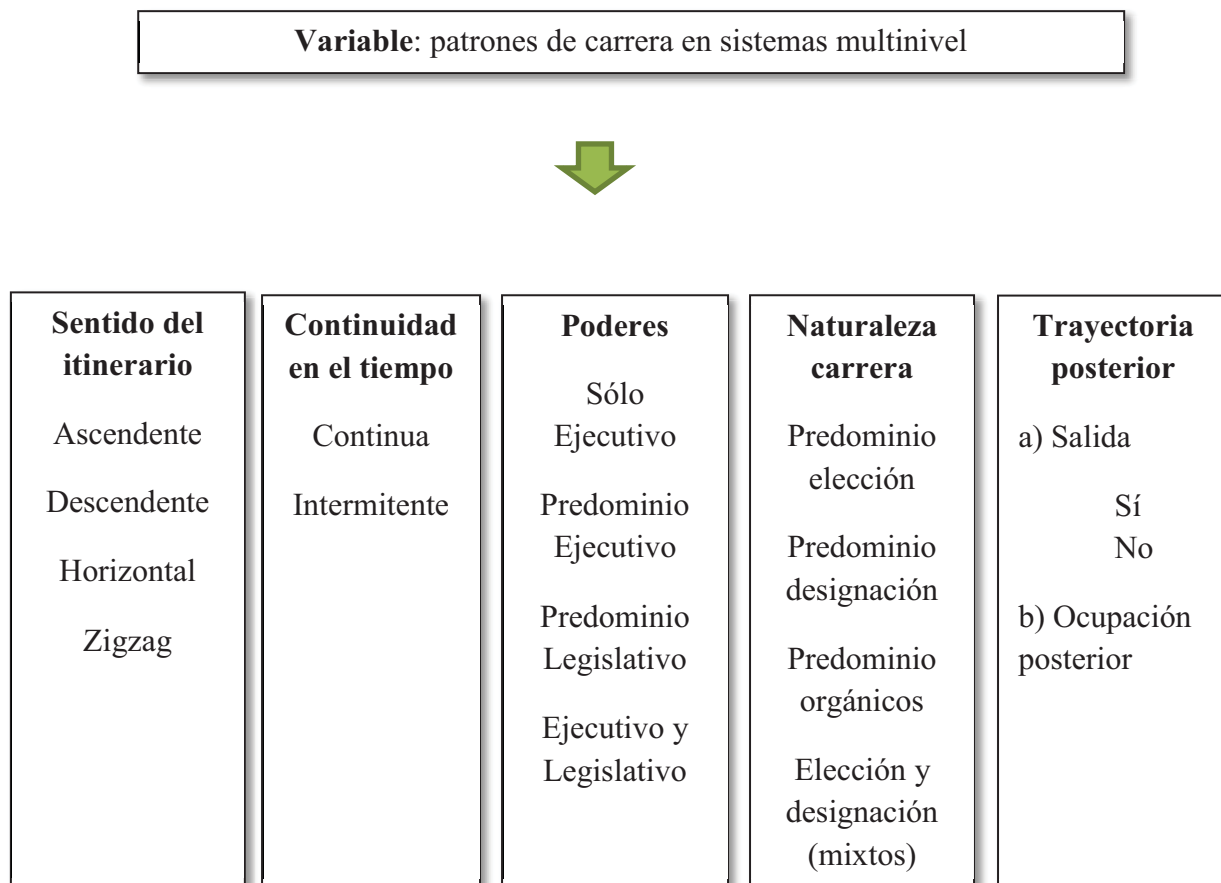 Variable: patrones de carrera en sistemas multinivel
Sentido del
itinerario
Ascendente
Descendente
Horizontal
Zigzag
Continuidad
en el tiempo
Continua
Intermitente
Poderes
Sólo
Ejecutivo
Predominio
Ejecutivo
Predominio
Legislativo
Ejecutivo y
Legislativo
Naturaleza
carrera
Predominio
elección
Predominio
designación
Predominio
orgánicos
Elección y
designación
(mixtos)
Trayectoria
posterior
a) Salida
Sí
No
b) Ocupación
posterior